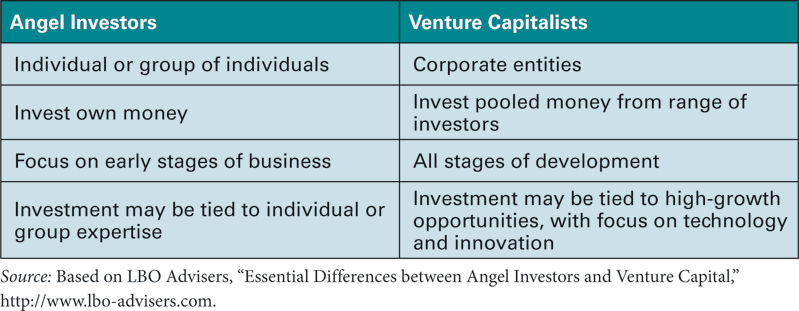 Angel Investors
Venture Capitalists
Individual or group of individuals
Corporate entities
Invest own money
Invest pooled money from range of
investors
Focus on early stages of business
All stages of development
Investment may be tied to individual or
group expertise
Investment may be tied to high-growth
opportunities, with focus on technology
and innovation
Source: Based on LBO Advisers, “Essential Differences between Angel Investors and Venture Capital,”
http://www.lbo-advisers.com.